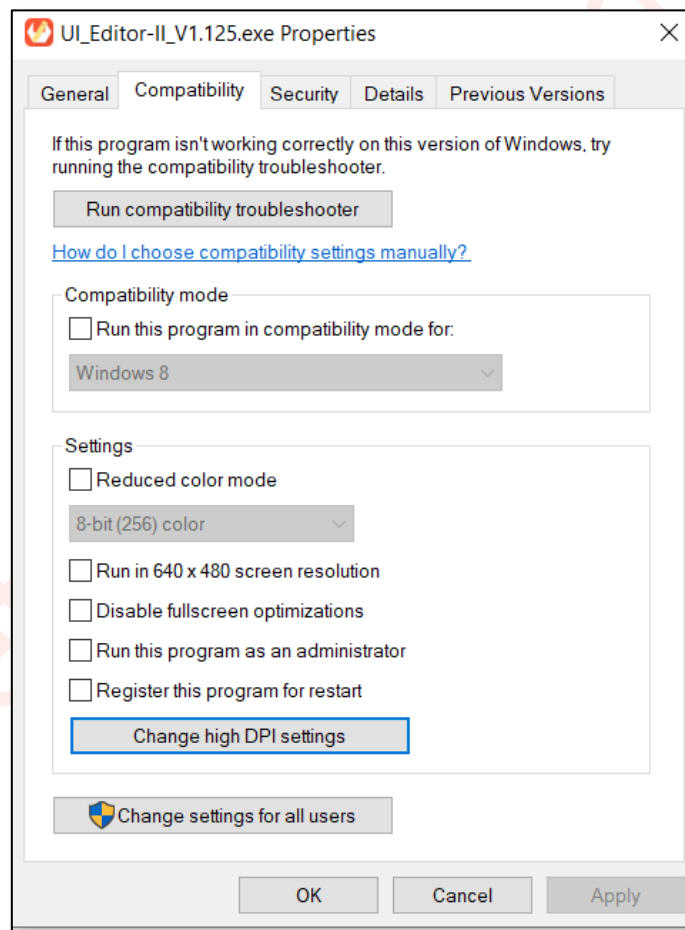 UI_Editor-II_V1.125.exe Properties
General Compatibility Security Details Previous Versions
If this program isn't working correctly on this version of Windows, try
running the compatibility troubleshooter.
Run compatibility troubleshooter
How do I choose compatibility settings manually?
Compatibility mode
Run this program in compatibility mode for:
Windows 8
Settings
Reduced color mode
8-bit (256) color
Run in 640 x 480 screen resolution
Disable fullscreen optimizations
Run this program as an administrator
Register this program for restart
Change high DPI settings
Change settings for all users
OK Cancel Apply